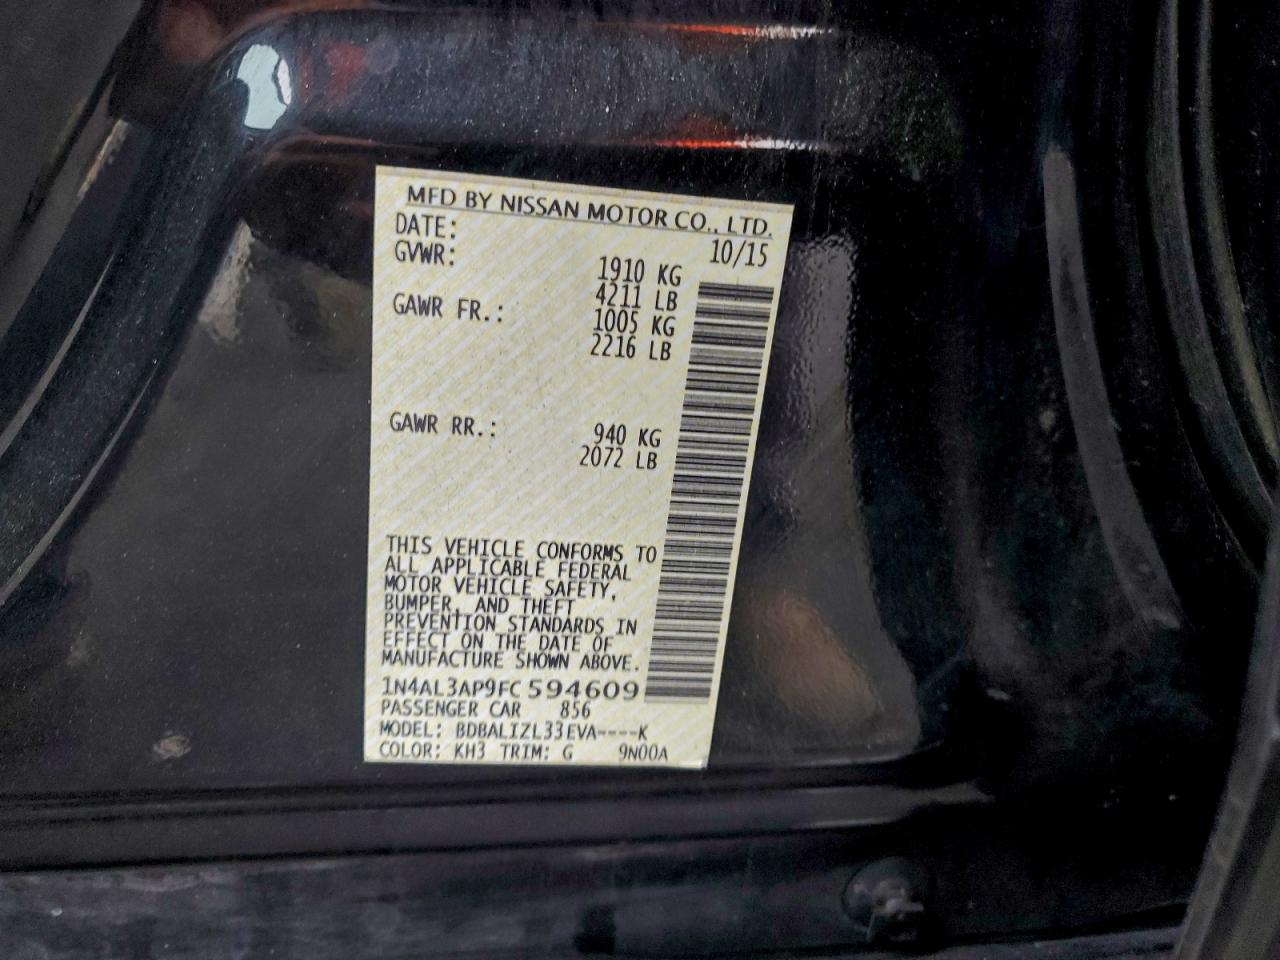 MFD BY NISSAN MOTOR CO., LTD.
DATE: 10/15
GVWR: 1910 KG
4211 LB
GAWR FR.: 1005 KG
2216 LB
GAWR RR.: 940 KG
2072 LB
THIS VEHICLE CONFORMS TO
ALL APPLICABLE FEDERAL
MOTOR VEHICLE SAFETY,
BUMPER, AND THEFT
PREVENTION STANDARDS IN
EFFECT ON THE DATE OF
MANUFACTURE SHOWN ABOVE.
1N4AL3AP9FC594609
PASSENGER CAR 856
MODEL: BDBALIZL33EVA----K
COLOR: KH3 TRIM: G 9N00A